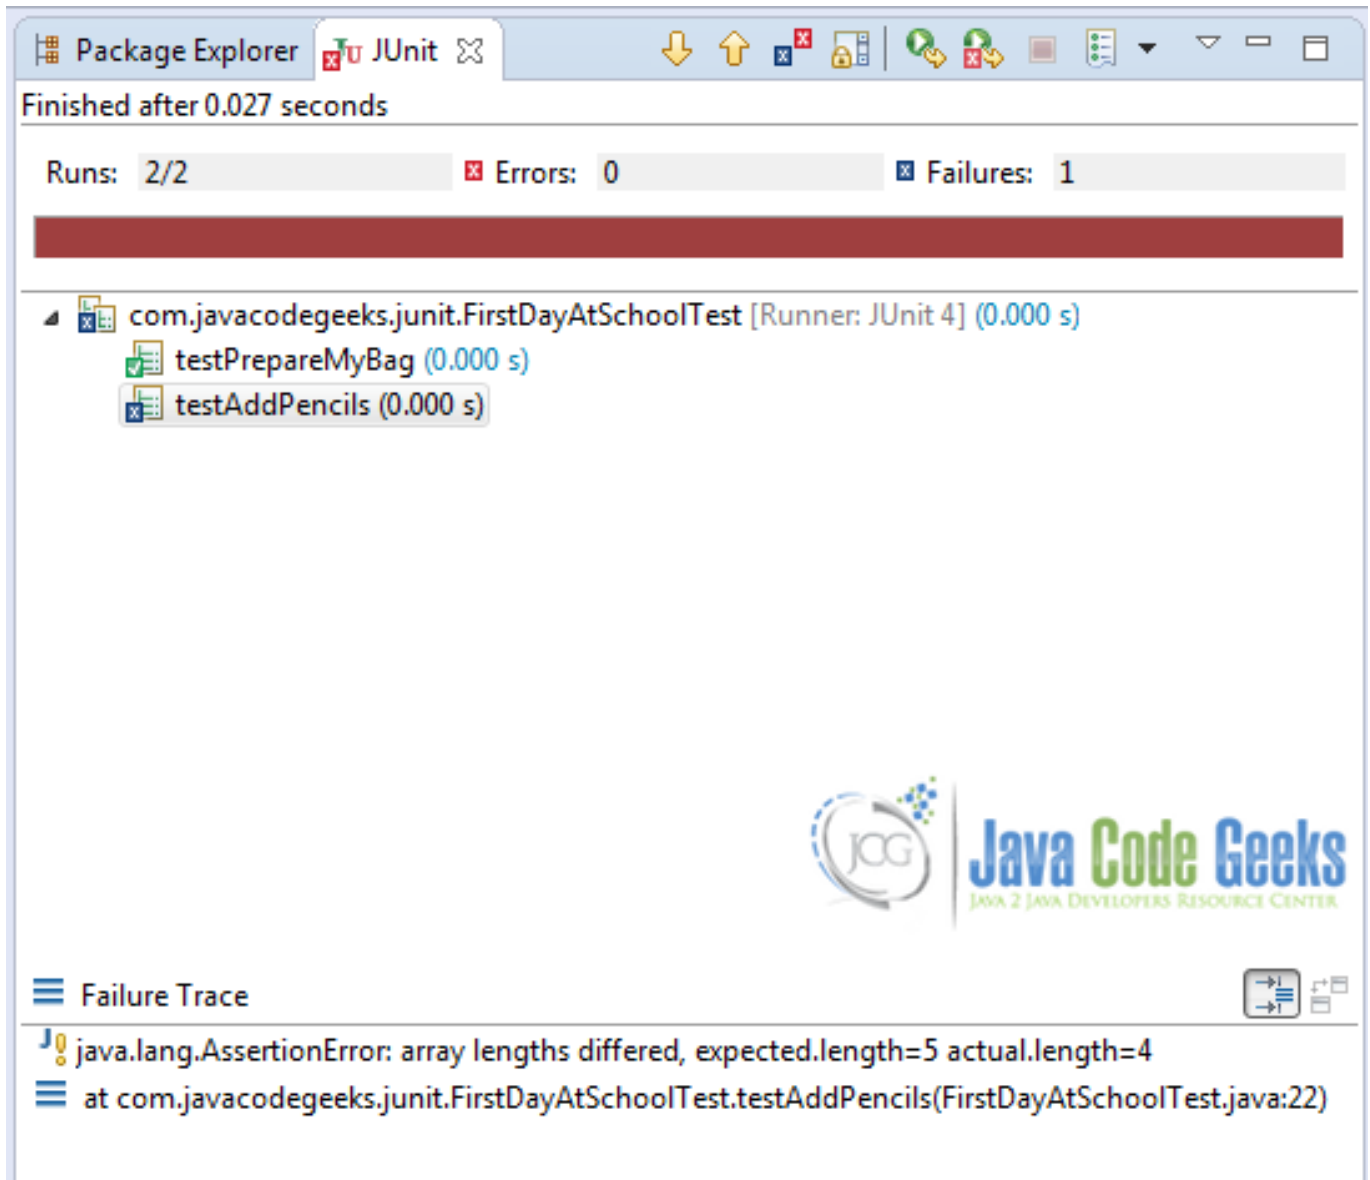 Package Explorer JUnit
Finished after 0.027 seconds
Runs: 2/2 Errors: 0 Failures: 1
com.javacodegeeks.junit.FirstDayAtSchoolTest [Runner: JUnit 4] (0.000 s)
testPrepareMyBag (0.000 s)
testAddPencils (0.000 s)
JCG
Java Code Geeks
JAVA 2 JAVA DEVELOPERS RESOURCE CENTER
Failure Trace
java.lang.AssertionError: array lengths differed, expected.length=5 actual.length=4
at com.javacodegeeks.junit.FirstDayAtSchoolTest.testAddPencils(FirstDayAtSchoolTest.java:22)